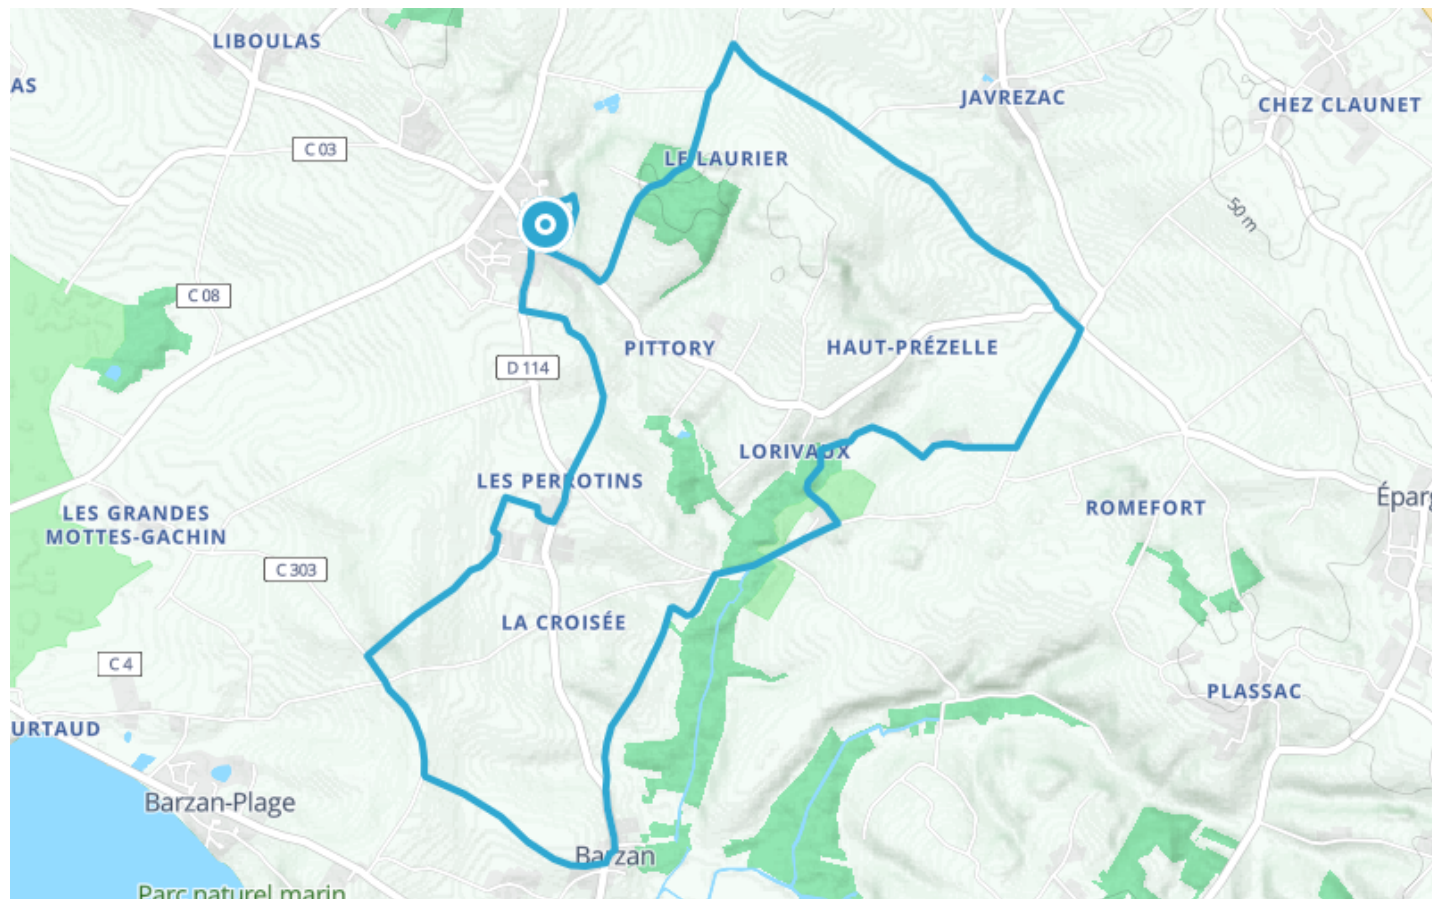 LIBOULAS
AS
JAVREZAC
CHEZ CLAUNET
C 03
LE LAURIER
50 m
C 08
PITTORY
HAUT-PRÉZELLE
D 114
LORIVAUX
LES PERROTINS
Éparg
ROMEFORT
LES GRANDES
MOTTES-GACHIN
C 303
LA CROISÉE
C 4
PLASSAC
URTAUD
Barzan-Plage
Barzan
Parc naturel marin